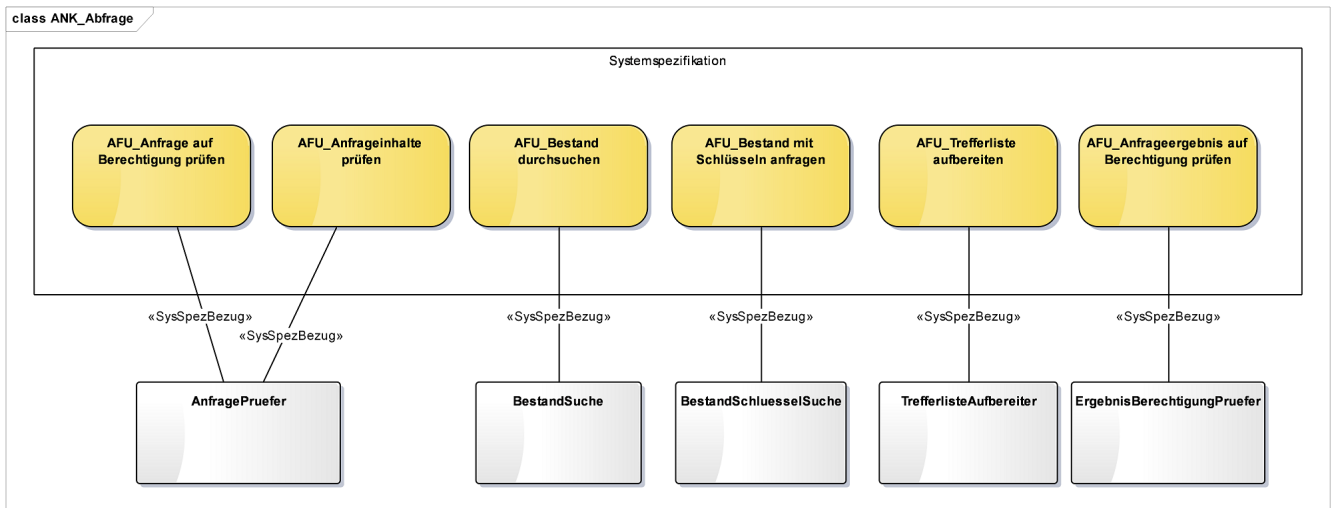 class ANK_Abfrage
Systemspezifikation
AFU_Anfrage auf
Berechtigung prüfen
AFU_Anfrageinhalte
prüfen
AFU_Bestand
durchsuchen
AFU_Bestand mit
Schlüsseln anfragen
AFU_Trefferliste
aufbereiten
AFU_Anfrageergebnis auf
Berechtigung prüfen
«SysSpezBezug»
«SysSpezBezug»
«SysSpezBezug»
«SysSpezBezug»
«SysSpezBezug»
«SysSpezBezug»
AnfragePruefer
BestandSuche
BestandSchluesselSuche
TrefferlisteAufbereiter
ErgebnisBerechtigungPruefer